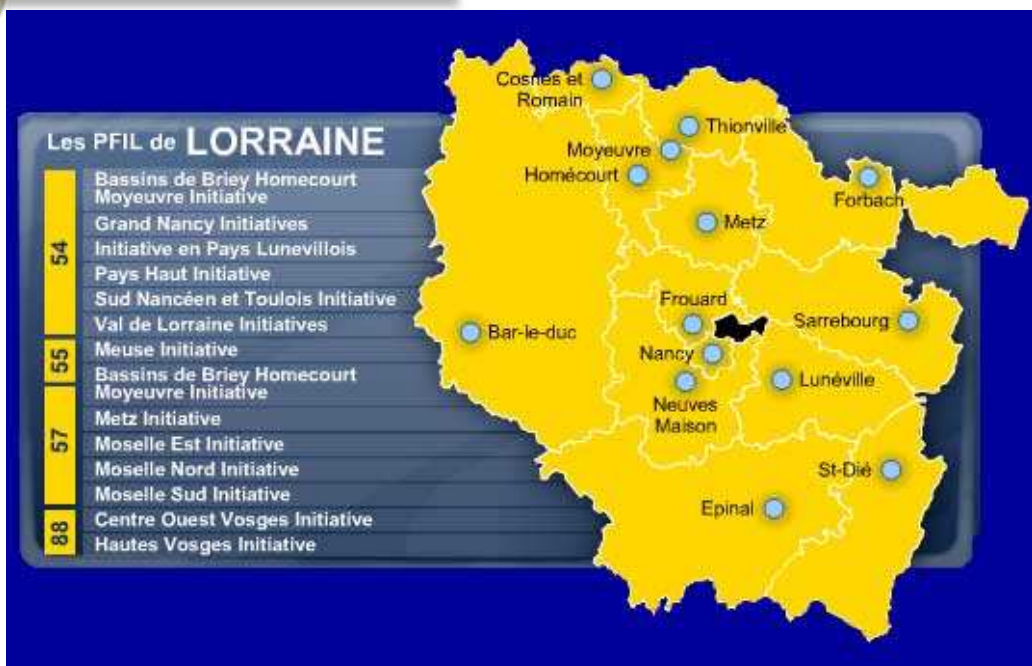 Les PFIL de LORRAINE
54
Bassins de Briey Homecourt
Moyeuvre Initiative
Grand Nancy Initiatives
Initiative en Pays Lunevillois
Pays Haut Initiative
Sud Nancéen et Toulois Initiative
Val de Lorraine Initiatives
55
Meuse Initiative
57
Bassins de Briey Homecourt
Moyeuvre Initiative
Metz Initiative
Moselle Est Initiative
Moselle Nord Initiative
Moselle Sud Initiative
88
Centre Ouest Vosges Initiative
Hautes Vosges Initiative
Cosnes et
Romain
Thionville
Moyeuvre
Homécourt
Forbach
Metz
Frouard
Sarrebourg
Bar-le-duc
Nancy
Lunéville
Neuves
Maison
St-Dié
Epinal